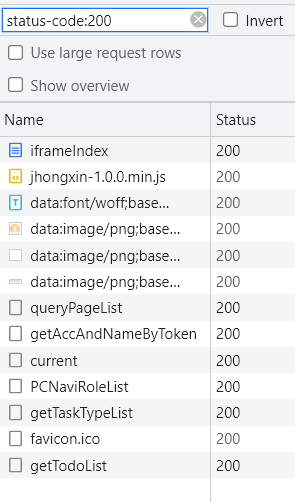 status-code:200 Invert
Use large request rows
Show overview
Name Status
iframeIndex 200
jhongxin-1.0.0.min.js 200
data:font/woff;base... 200
data:image/png;base... 200
data:image/png;base... 200
data:image/png;base... 200
queryPageList 200
getAccAndNameByToken 200
current 200
PCNaviRoleList 200
getTaskTypeList 200
favicon.ico 200
getTodoList 200